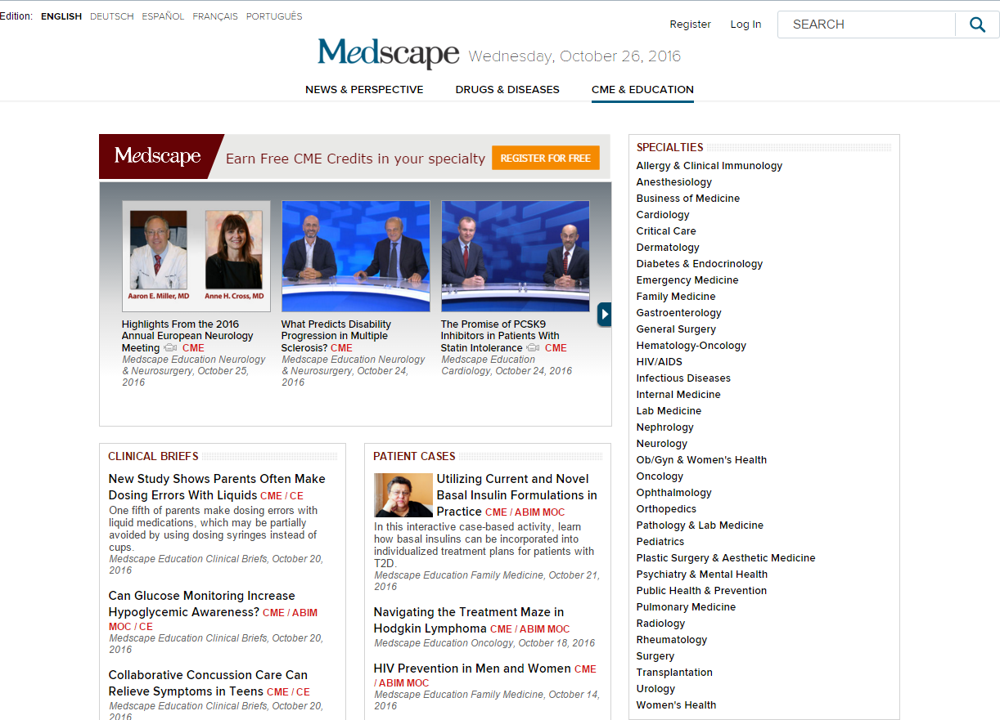 Edition: ENGLISH DEUTSCH ESPAÑOL FRANÇAIS PORTUGUÊS
Register Log In SEARCH
Medscape Wednesday, October 26, 2016
NEWS & PERSPECTIVE DRUGS & DISEASES CME & EDUCATION
Medscape Earn Free CME Credits in your specialty REGISTER FOR FREE
Aaron E. Miller, MD Anne H. Cross, MD
Highlights From the 2016
Annual European Neurology
Meeting CME
Medscape Education Neurology
& Neurosurgery, October 25,
2016
What Predicts Disability
Progression in Multiple
Sclerosis? CME
Medscape Education Neurology
& Neurosurgery, October 24,
2016
The Promise of PCSK9
Inhibitors in Patients With
Statin Intolerance CME
Medscape Education
Cardiology, October 24, 2016
CLINICAL BRIEFS
New Study Shows Parents Often Make
Dosing Errors With Liquids CME / CE
One fifth of parents make dosing errors with
liquid medications, which may be partially
avoided by using dosing syringes instead of
cups.
Medscape Education Clinical Briefs, October 20,
2016
Can Glucose Monitoring Increase
Hypoglycemic Awareness? CME / ABIM
MOC / CE
Medscape Education Clinical Briefs, October 20,
2016
Collaborative Concussion Care Can
Relieve Symptoms in Teens CME / CE
Medscape Education Clinical Briefs, October 20,
2016
PATIENT CASES
Utilizing Current and Novel
Basal Insulin Formulations in
Practice CME / ABIM MOC
In this interactive case-based activity, learn
how basal insulins can be incorporated into
individualized treatment plans for patients with
T2D.
Medscape Education Family Medicine, October 21,
2016
Navigating the Treatment Maze in
Hodgkin Lymphoma CME / ABIM MOC
Medscape Education Oncology, October 18, 2016
HIV Prevention in Men and Women CME
/ ABIM MOC
Medscape Education Family Medicine, October 14,
2016
SPECIALTIES
Allergy & Clinical Immunology
Anesthesiology
Business of Medicine
Cardiology
Critical Care
Dermatology
Diabetes & Endocrinology
Emergency Medicine
Family Medicine
Gastroenterology
General Surgery
Hematology-Oncology
HIV/AIDS
Infectious Diseases
Internal Medicine
Lab Medicine
Nephrology
Neurology
Ob/Gyn & Women's Health
Oncology
Ophthalmology
Orthopedics
Pathology & Lab Medicine
Pediatrics
Plastic Surgery & Aesthetic Medicine
Psychiatry & Mental Health
Public Health & Prevention
Pulmonary Medicine
Radiology
Rheumatology
Surgery
Transplantation
Urology
Women's Health